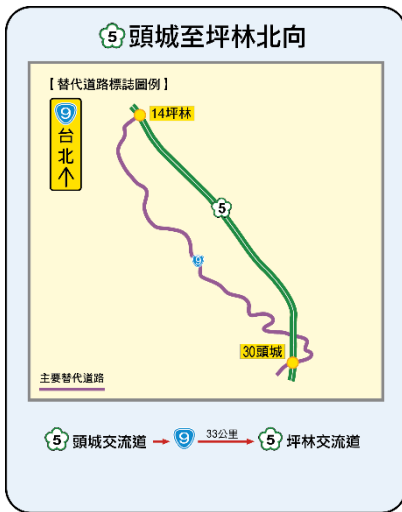 5 頭城至坪林北向
【替代道路標誌圖例】
9
台
北
14坪林
5
9
30頭城
主要替代道路
5 頭城交流道 9 33公里 5 坪林交流道